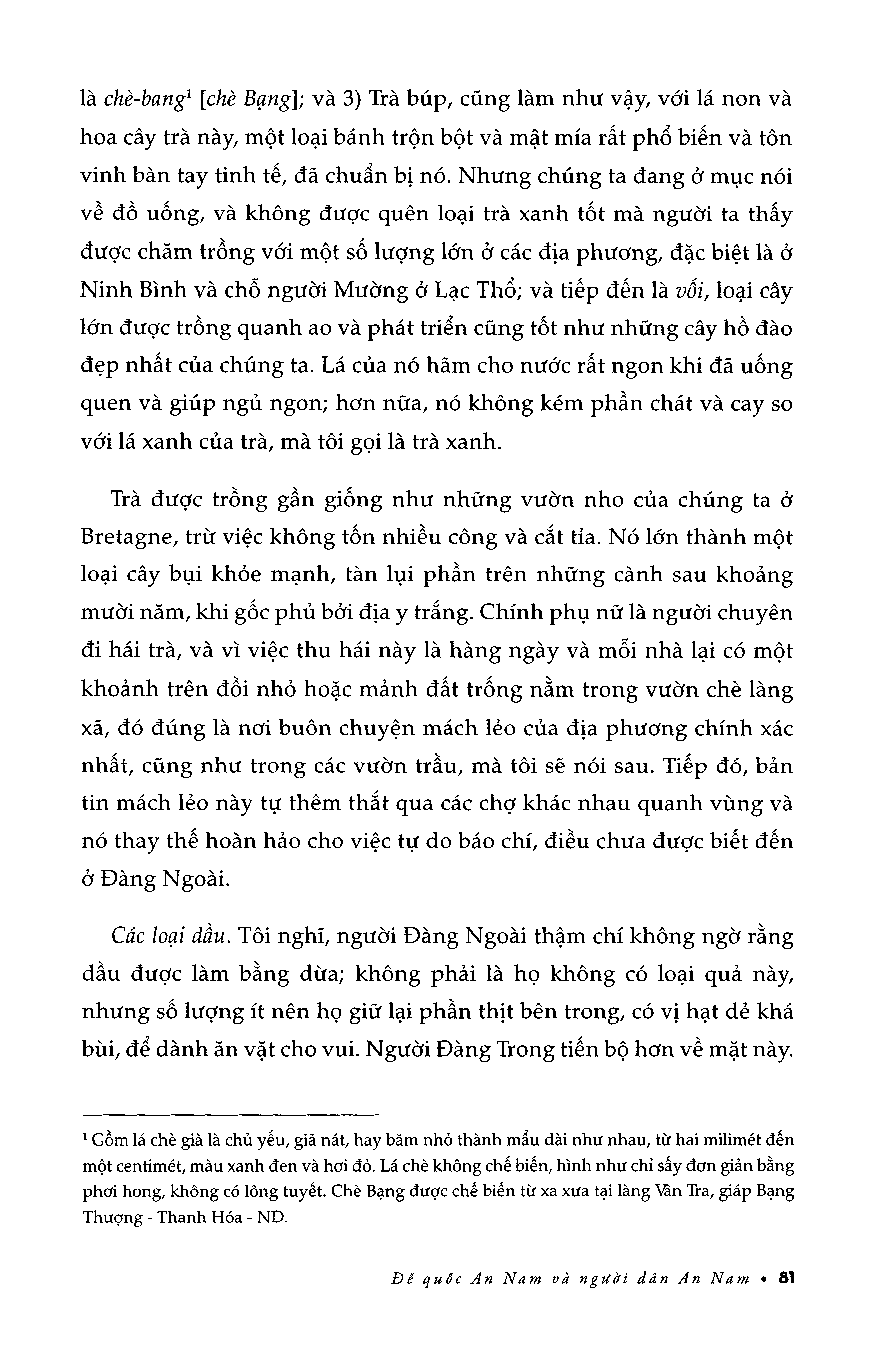 là chè-bang¹ [chè Bạng]; và 3) Trà búp, cũng làm như vậy, với lá non và
hoa cây trà này, một loại bánh trộn bột và mật mía rất phổ biến và tôn
vinh bàn tay tinh tế, đã chuẩn bị nó. Nhưng chúng ta đang ở mục nói
về đồ uống, và không được quên loại trà xanh tốt mà người ta thấy
được chăm trồng với một số lượng lớn ở các địa phương, đặc biệt là ở
Ninh Bình và chỗ người Mường ở Lạc Thổ; và tiếp đến là vối, loại cây
lớn được trồng quanh ao và phát triển cũng tốt như những cây hồ đào
đẹp nhất của chúng ta. Lá của nó hãm cho nước rất ngon khi đã uống
quen và giúp ngủ ngon; hơn nữa, nó không kém phần chát và cay so
với lá xanh của trà, mà tôi gọi là trà xanh.
Trà được trồng gần giống như những vườn nho của chúng ta ở
Bretagne, trừ việc không tốn nhiều công và cắt tỉa. Nó lớn thành một
loại cây bụi khỏe mạnh, tàn lụi phần trên những cành sau khoảng
mười năm, khi gốc phủ bởi địa y trắng. Chính phụ nữ là người chuyên
đi hái trà, và vì việc thu hái này là hàng ngày và mỗi nhà lại có một
khoảnh trên đồi nhỏ hoặc mảnh đất trống nằm trong vườn chè làng
xã, đó đúng là nơi buôn chuyện mách lẻo của địa phương chính xác
nhất, cũng như trong các vườn trầu, mà tôi sẽ nói sau. Tiếp đó, bản
tin mách lẻo này tự thêm thắt qua các chợ khác nhau quanh vùng và
nó thay thế hoàn hảo cho việc tự do báo chí, điều chưa được biết đến
ở Đàng Ngoài.
Các loại dầu. Tôi nghĩ, người Đàng Ngoài thậm chí không ngờ rằng
dầu được làm bằng dừa; không phải là họ không có loại quả này,
nhưng số lượng ít nên họ giữ lại phần thịt bên trong, có vị hạt dẻ khá
bùi, để dành ăn vặt cho vui. Người Đàng Trong tiến bộ hơn về mặt này.
¹ Gồm lá chè già là chủ yếu, giã nát, hay băm nhỏ thành mẩu dài như nhau, từ hai milimét đến
một centimét, màu xanh đen và hơi đỏ. Lá chè không chế biến, hình như chỉ sấy đơn giản bằng
phơi hong, không có lông tuyết. Chè Bạng được chế biến từ xa xưa tại làng Vân Tra, giáp Bạng
Thượng - Thanh Hóa - ND.
Đế quốc An Nam và người dân An Nam • 81